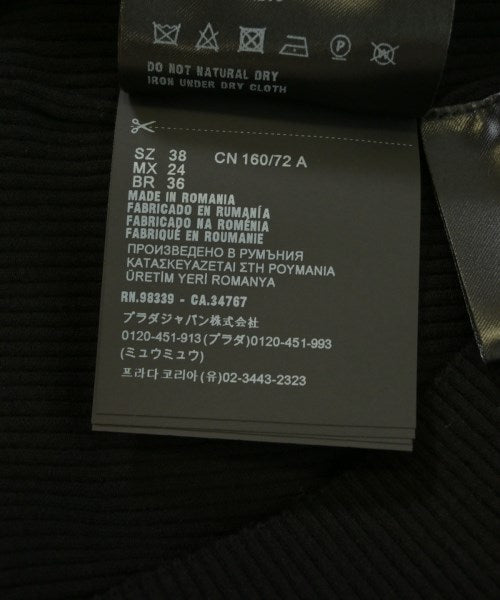 DO NOT NATURAL DRY
IRON UNDER DRY CLOTH
SZ 38 CN 160/72 A
MX 24
BR 36
MADE IN ROMANIA
FABRICADO EN RUMANÍA
FABRICADO NA ROMÉNIA
FABRIQUÉ EN ROUMANIE
ПРОИЗВЕДЕНО В РУМЪНИЯ
ΚΑΤΑΣΚΕΥΑΖΕΤΑΙ ΣΤΗ ΡΟΥΜΑΝΙΑ
ÜRETİM YERİ ROMANYA
RN.98339 - CA.34767
プラダジャパン株式会社
0120-451-913(プラダ)0120-451-993
(ミュウミュウ)
프라다 코리아(유)02-3443-2323